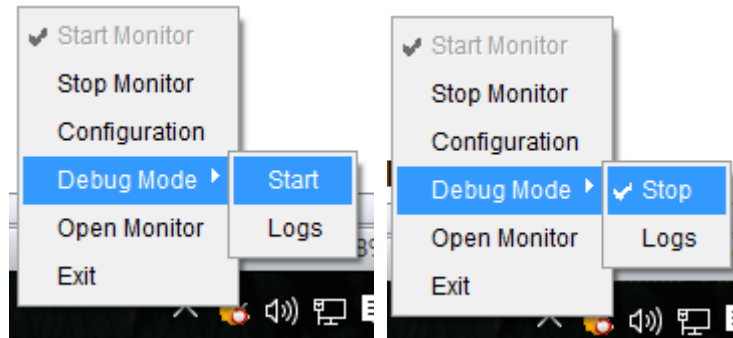 Start Monitor
Stop Monitor
Configuration
Debug Mode
Start
Open Monitor
Logs
Exit
Start Monitor
Stop Monitor
Configuration
Debug Mode
Stop
Open Monitor
Logs
Exit